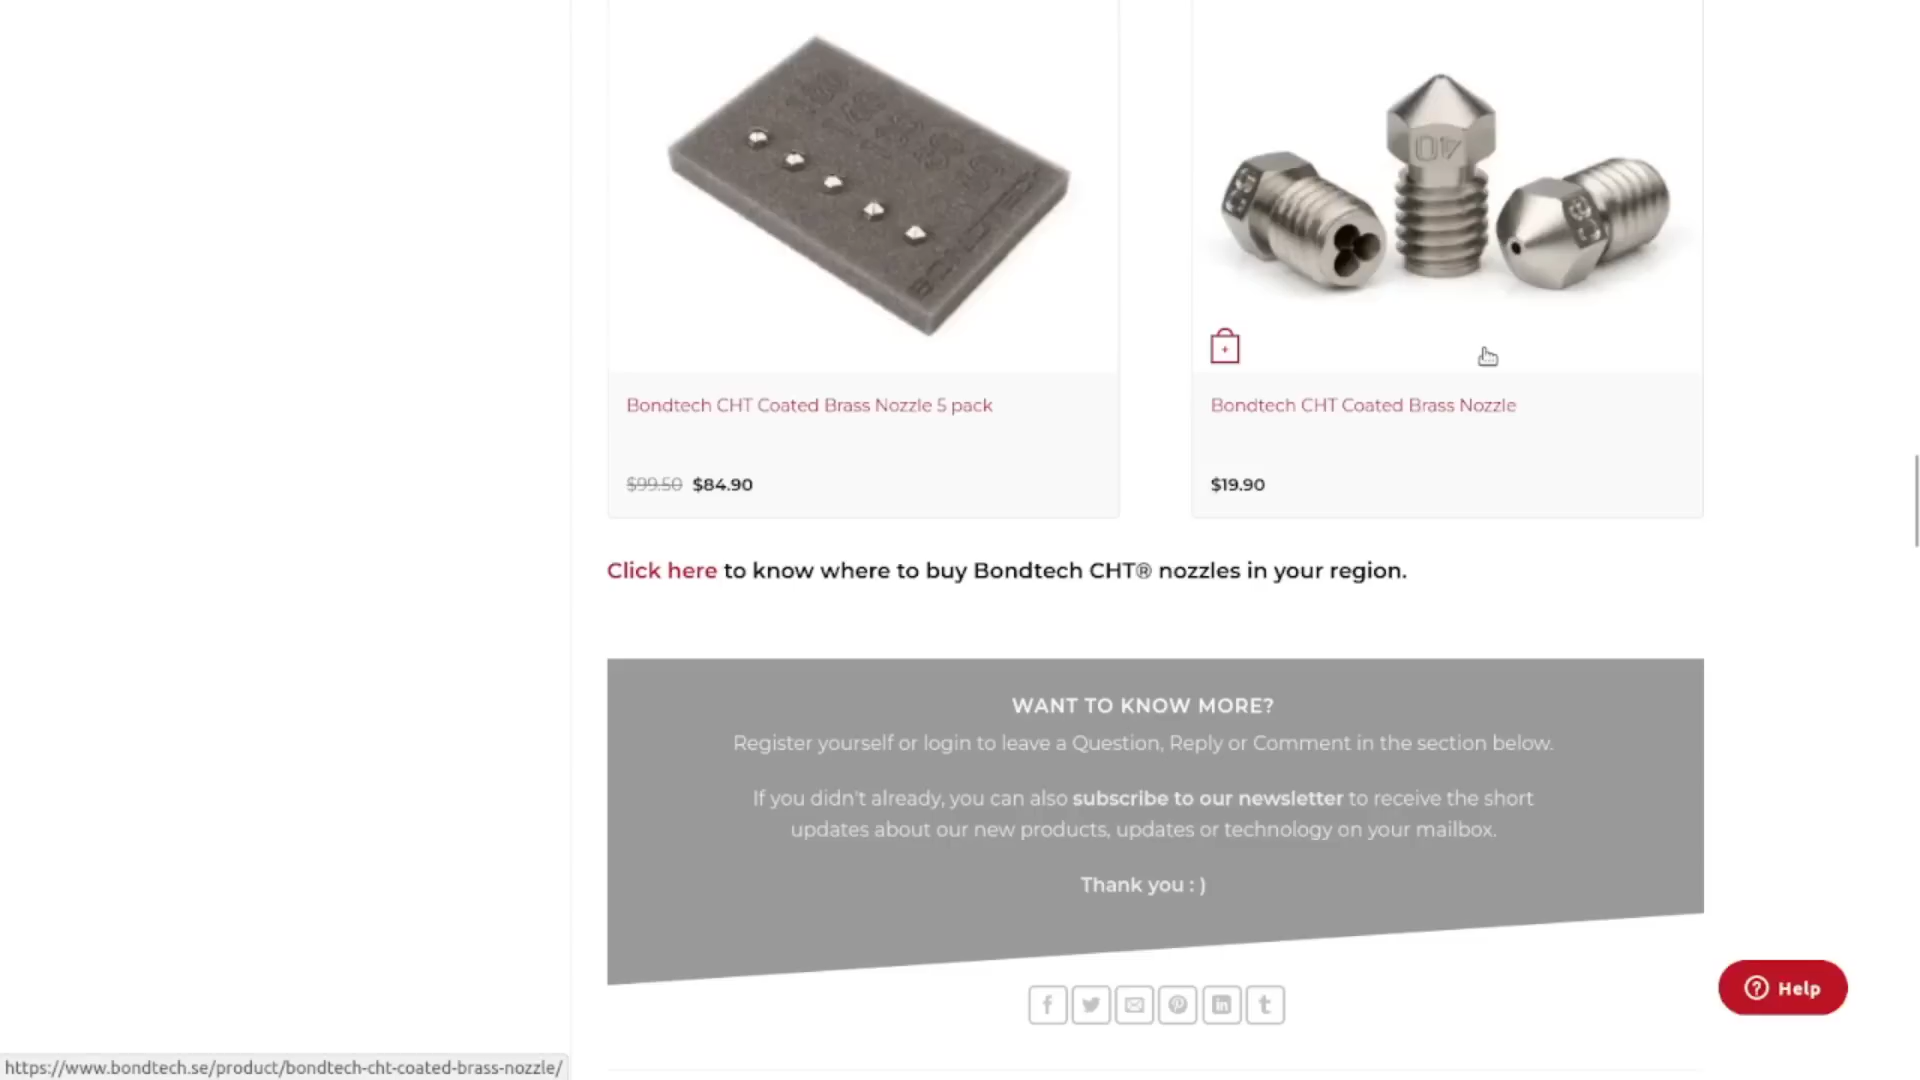 40
Bondtech CHT Coated Brass Nozzle 5 pack
Bondtech CHT Coated Brass Nozzle
$99.50 $84.90
$19.90
Click here to know where to buy Bondtech CHT® nozzles in your region.
WANT TO KNOW MORE?
Register yourself or login to leave a Question, Reply or Comment in the section below.
If you didn't already, you can also subscribe to our newsletter to receive the short
updates about our new products, updates or technology on your mailbox.
Thank you : )
Help
https://www.bondtech.se/product/bondtech-cht-coated-brass-nozzle/